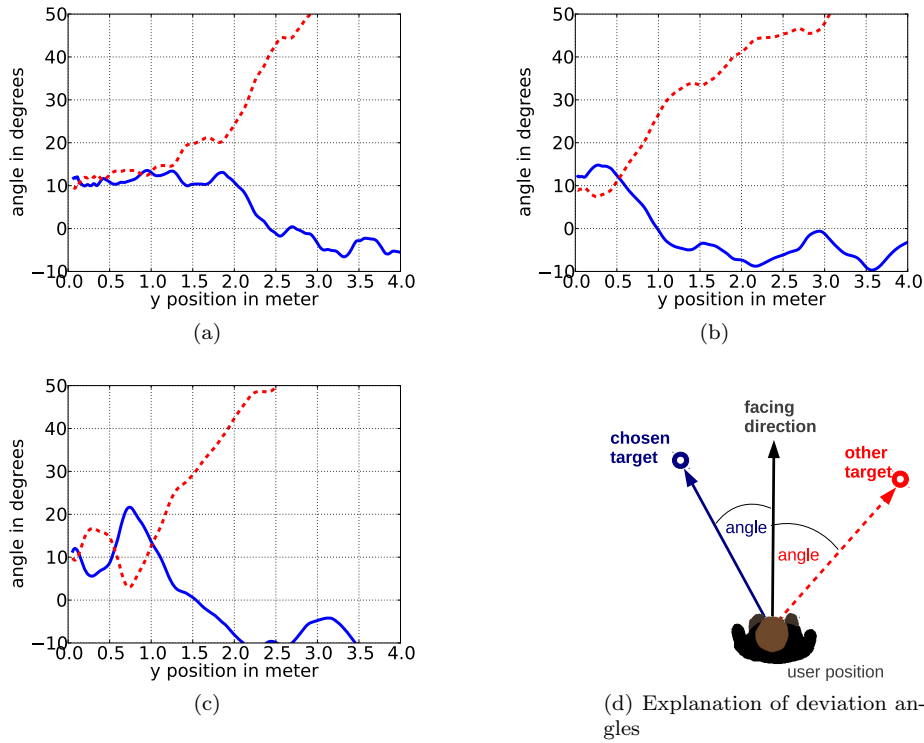 50
40
30
20
10
0
−10
angle in degrees
0.0 0.5 1.0 1.5 2.0 2.5 3.0 3.5 4.0
y position in meter
(a)
50
40
30
20
10
0
−10
angle in degrees
0.0 0.5 1.0 1.5 2.0 2.5 3.0 3.5 4.0
y position in meter
(b)
50
40
30
20
10
0
−10
angle in degrees
0.0 0.5 1.0 1.5 2.0 2.5 3.0 3.5 4.0
y position in meter
(c)
facing
direction
chosen
target
other
target
angle
angle
user position
(d) Explanation of deviation an-
gles